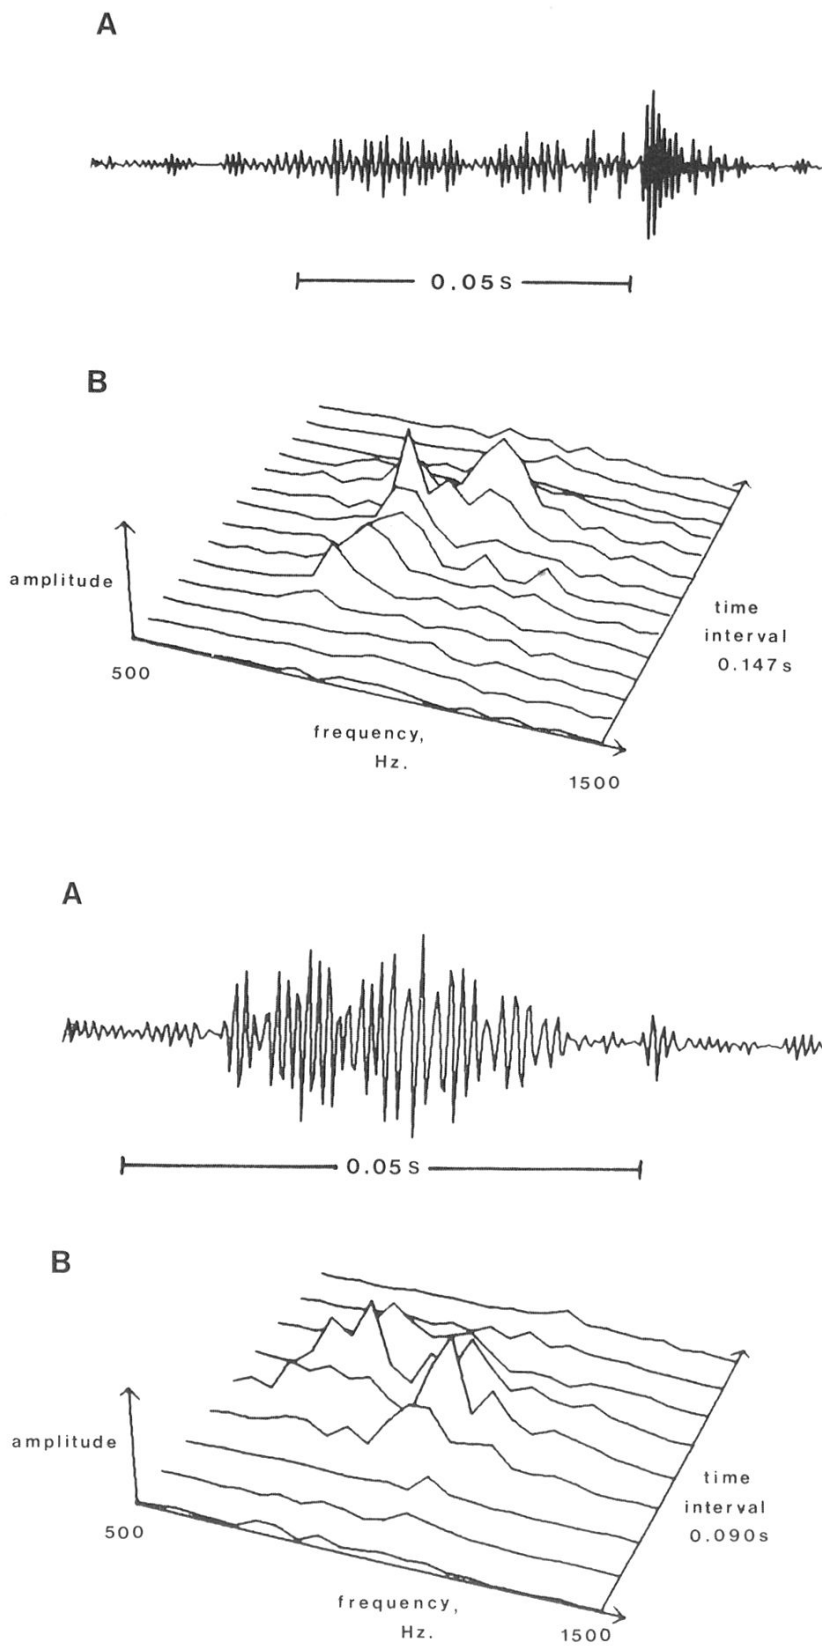 A
0.05s
B
amplitude
time
interval
0.147s
500
frequency,
Hz.
1500
A
0.05s
B
amplitude
time
interval
0.090s
500
frequency,
Hz.
1500